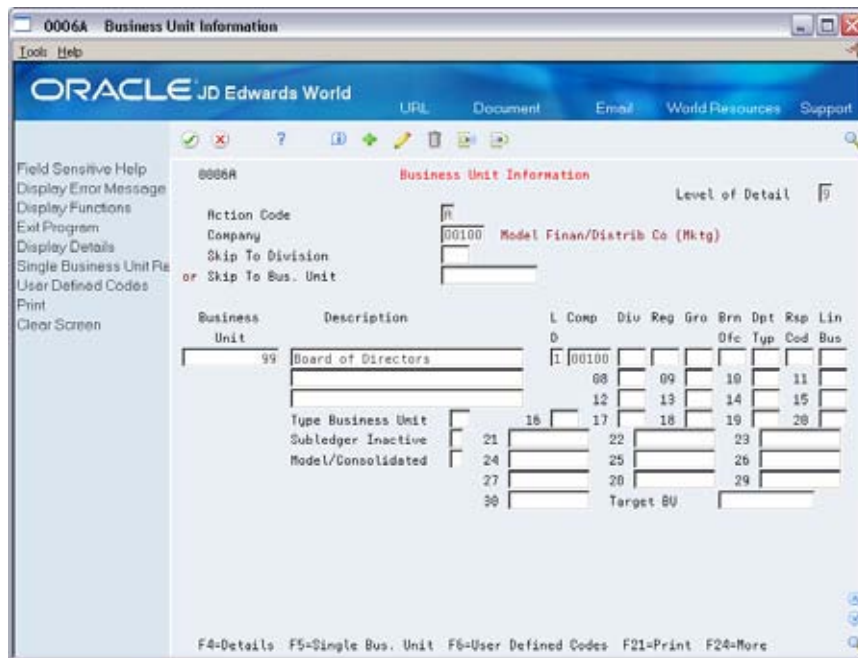 0006A Business Unit Information
Tools Help
ORACLE JD Edwards World
URL Document Email World Resources Support
Field Sensitive Help
Display Error Message
Display Functions
Exit Program
Display Details
Single Business Unit Re
User Defined Codes
Print
Clear Screen
0006A Business Unit Information
Level of Detail 9
Action Code
Company 00100 Model Finan/Distrib Co (Mktg)
Skip To Division
or Skip To Bus. Unit
Business Description L Comp Div Reg Gro Brn Dpt Rsp Lin
Unit D Ofc Typ Cod Bus
99 Board of Directors 1 00100
08 09 10 11
12 13 14 15
Type Business Unit 16 17 18 19 20
Subledger Inactive 21 22 23
Model/Consolidated 24 25 26
27 28 29
30 Target BU
F4=Details F5=Single Bus. Unit F6=User Defined Codes F21=Print F24=More